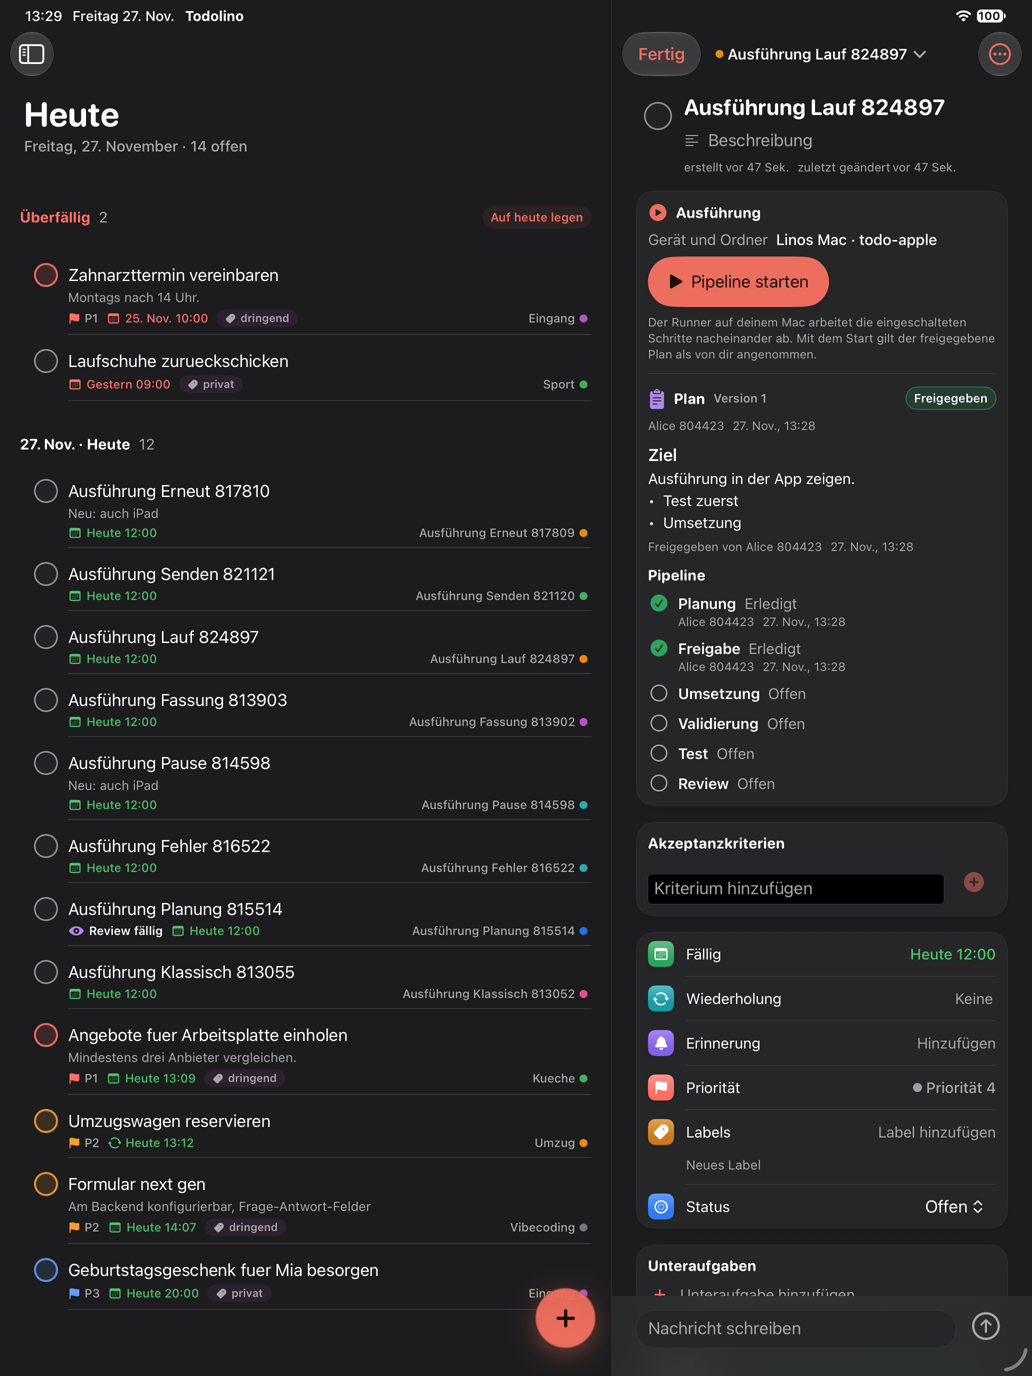 13:29 Freitag 27. Nov. Todolino
100
Heute
Freitag, 27. November · 14 offen
Überfällig 2
Auf heute legen
Zahnarzttermin vereinbaren
Montags nach 14 Uhr.
P1 25. Nov. 10:00 dringend Eingang
Laufschuhe zurueckschicken
Gestern 09:00 privat Sport
27. Nov. · Heute 12
Ausführung Erneut 817810
Neu: auch iPad
Heute 12:00 Ausführung Erneut 817809
Ausführung Senden 821121
Heute 12:00 Ausführung Senden 821120
Ausführung Lauf 824897
Heute 12:00 Ausführung Lauf 824897
Ausführung Fassung 813903
Heute 12:00 Ausführung Fassung 813902
Ausführung Pause 814598
Neu: auch iPad
Heute 12:00 Ausführung Pause 814598
Ausführung Fehler 816522
Heute 12:00 Ausführung Fehler 816522
Ausführung Planung 815514
Review fällig Heute 12:00 Ausführung Planung 815514
Ausführung Klassisch 813055
Heute 12:00 Ausführung Klassisch 813052
Angebote fuer Arbeitsplatte einholen
Mindestens drei Anbieter vergleichen.
P1 Heute 13:09 dringend Kueche
Umzugswagen reservieren
P2 Heute 13:12 Umzug
Formular next gen
Am Backend konfigurierbar, Frage-Antwort-Felder
P2 Heute 14:07 dringend Vibecoding
Geburtstagsgeschenk fuer Mia besorgen
P3 Heute 20:00 privat
Fertig
Ausführung Lauf 824897
Ausführung Lauf 824897
Beschreibung
erstellt vor 47 Sek. zuletzt geändert vor 47 Sek.
Ausführung
Gerät und Ordner Linos Mac · todo-apple
Pipeline starten
Der Runner auf deinem Mac arbeitet die eingeschalteten
Schritte nacheinander ab. Mit dem Start gilt der freigegebene
Plan als von dir angenommen.
Plan Version 1 Freigegeben
Alice 804423 27. Nov., 13:28
Ziel
Ausführung in der App zeigen.
• Test zuerst
• Umsetzung
Freigegeben von Alice 804423 27. Nov., 13:28
Pipeline
Planung Erledigt
Alice 804423 27. Nov., 13:28
Freigabe Erledigt
Alice 804423 27. Nov., 13:28
Umsetzung Offen
Validierung Offen
Test Offen
Review Offen
Akzeptanzkriterien
Kriterium hinzufügen
Fällig Heute 12:00
Wiederholung Keine
Erinnerung Hinzufügen
Priorität Priorität 4
Labels Label hinzufügen
Neues Label
Status Offen
Unteraufgaben
Unteraufgabe hinzufügen
Nachricht schreiben